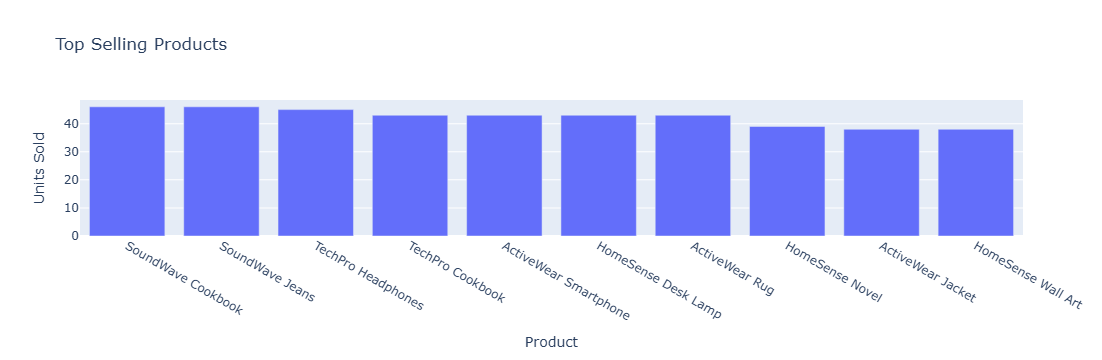 Top Selling Products
Units Sold
40
30
20
10
0
SoundWave Cookbook
SoundWave Jeans
TechPro Headphones
TechPro Cookbook
ActiveWear Smartphone
HomeSense Desk Lamp
ActiveWear Rug
HomeSense Novel
ActiveWear Jacket
HomeSense Wall Art
Product